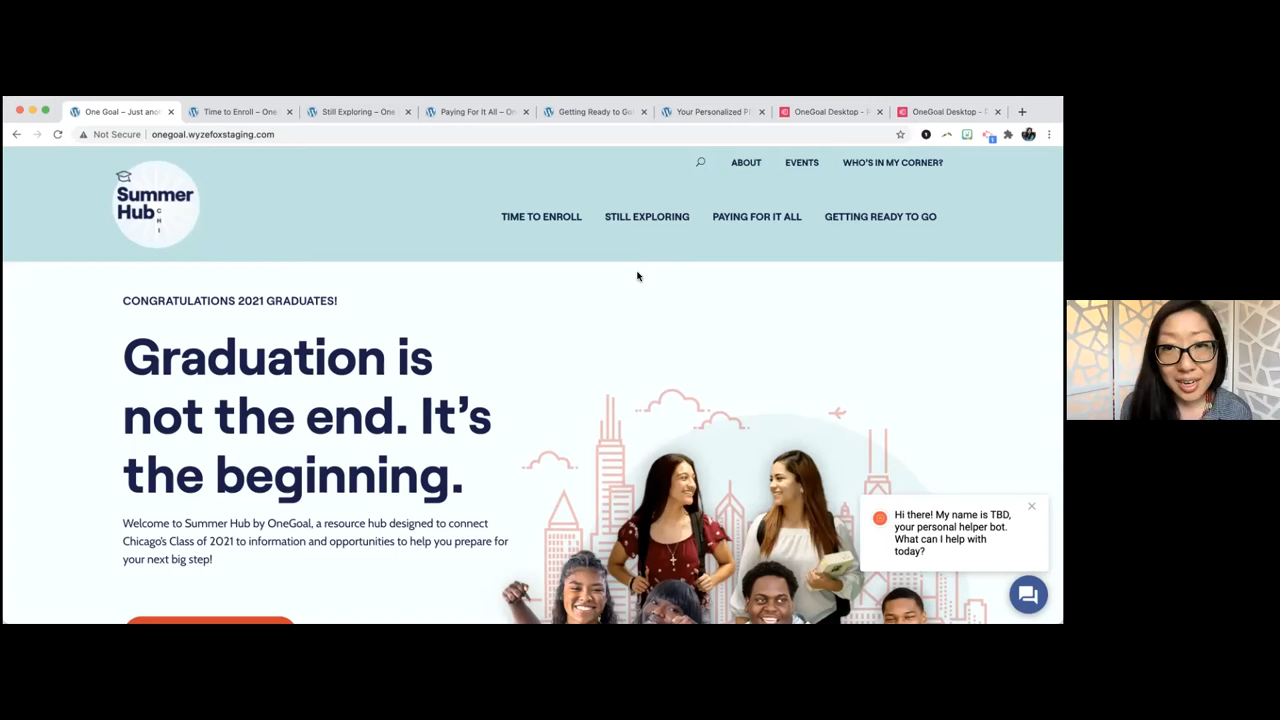 One Goal – Just ano
Time to Enroll – One
Still Exploring – One
Paying For It All – On
Getting Ready to Go
Your Personalized Pl
OneGoal Desktop -
OneGoal Desktop -
Not Secure
onegoal.wyzefoxstaging.com
ABOUT
EVENTS
WHO'S IN MY CORNER?
Summer
Hub CHI
TIME TO ENROLL
STILL EXPLORING
PAYING FOR IT ALL
GETTING READY TO GO
CONGRATULATIONS 2021 GRADUATES!
Graduation is
not the end. It's
the beginning.
Welcome to Summer Hub by OneGoal, a resource hub designed to connect
Chicago's Class of 2021 to information and opportunities to help you prepare for
your next big step!
Hi there! My name is TBD,
your personal helper bot.
What can I help with
today?